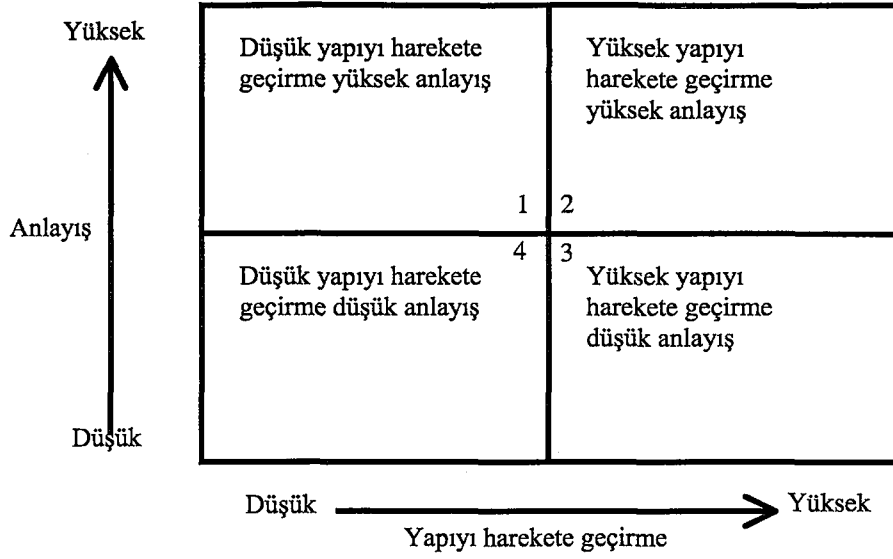 Yüksek
Düşük yapıyı harekete
geçirme yüksek anlayış
Yüksek yapıyı
harekete geçirme
yüksek anlayış
1
2
Anlayış
4
3
Düşük yapıyı harekete
geçirme düşük anlayış
Yüksek yapıyı
harekete geçirme
düşük anlayış
Düşük
Düşük
Yüksek
Yapıyı harekete geçirme